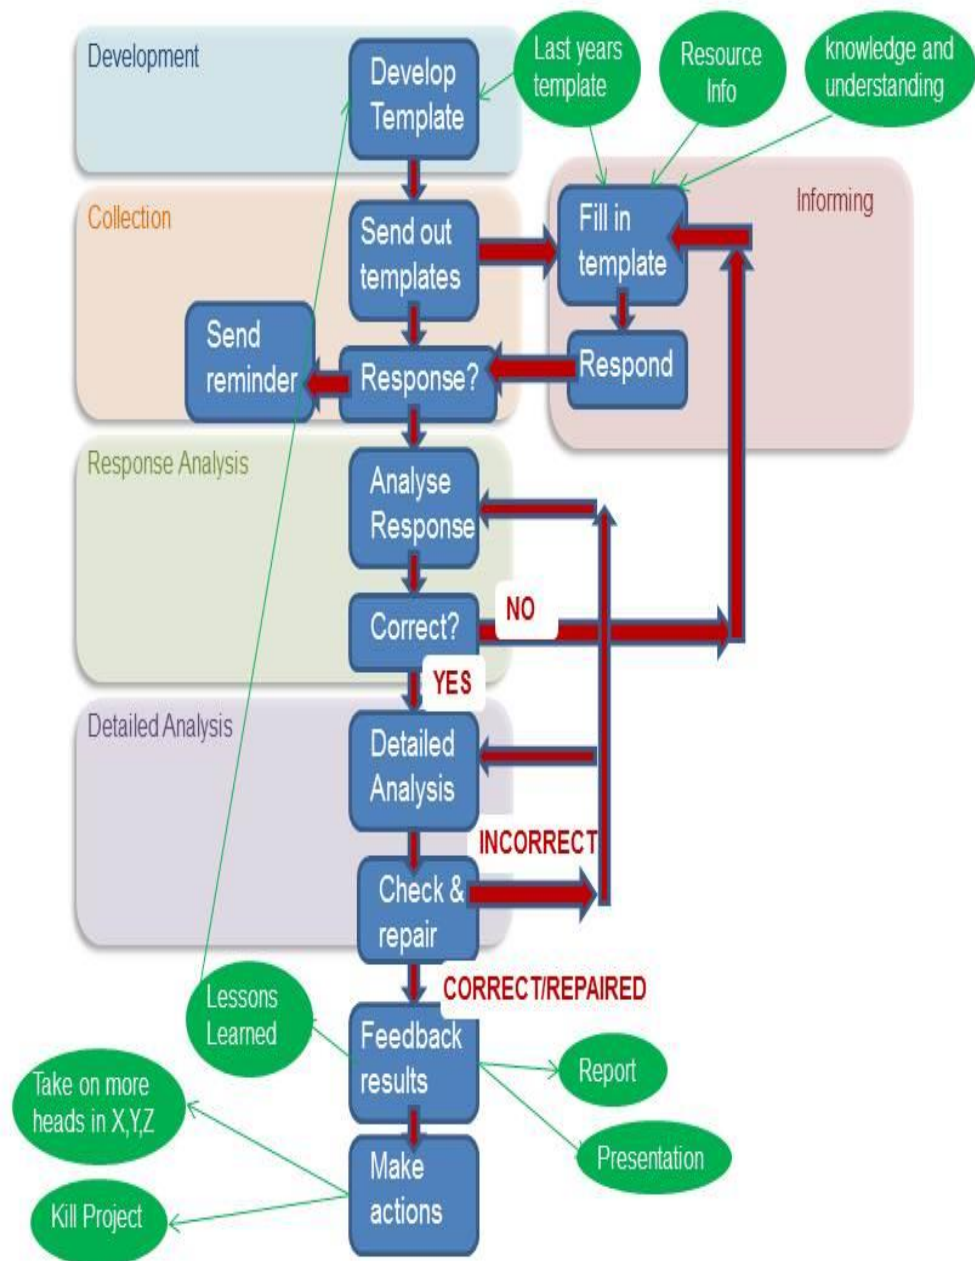 Development
Develop
Template
Last years
template
Resource
Info
knowledge and
understanding
Collection
Send out
templates
Fill in
template
Informing
Send
reminder
Response?
Respond
Response Analysis
Analyse
Response
Correct?
NO
YES
Detailed Analysis
Detailed
Analysis
INCORRECT
Check &
repair
CORRECT/REPAIRED
Lessons
Learned
Feedback
results
Report
Take on more
heads in X,Y,Z
Presentation
Make
actions
Kill Project